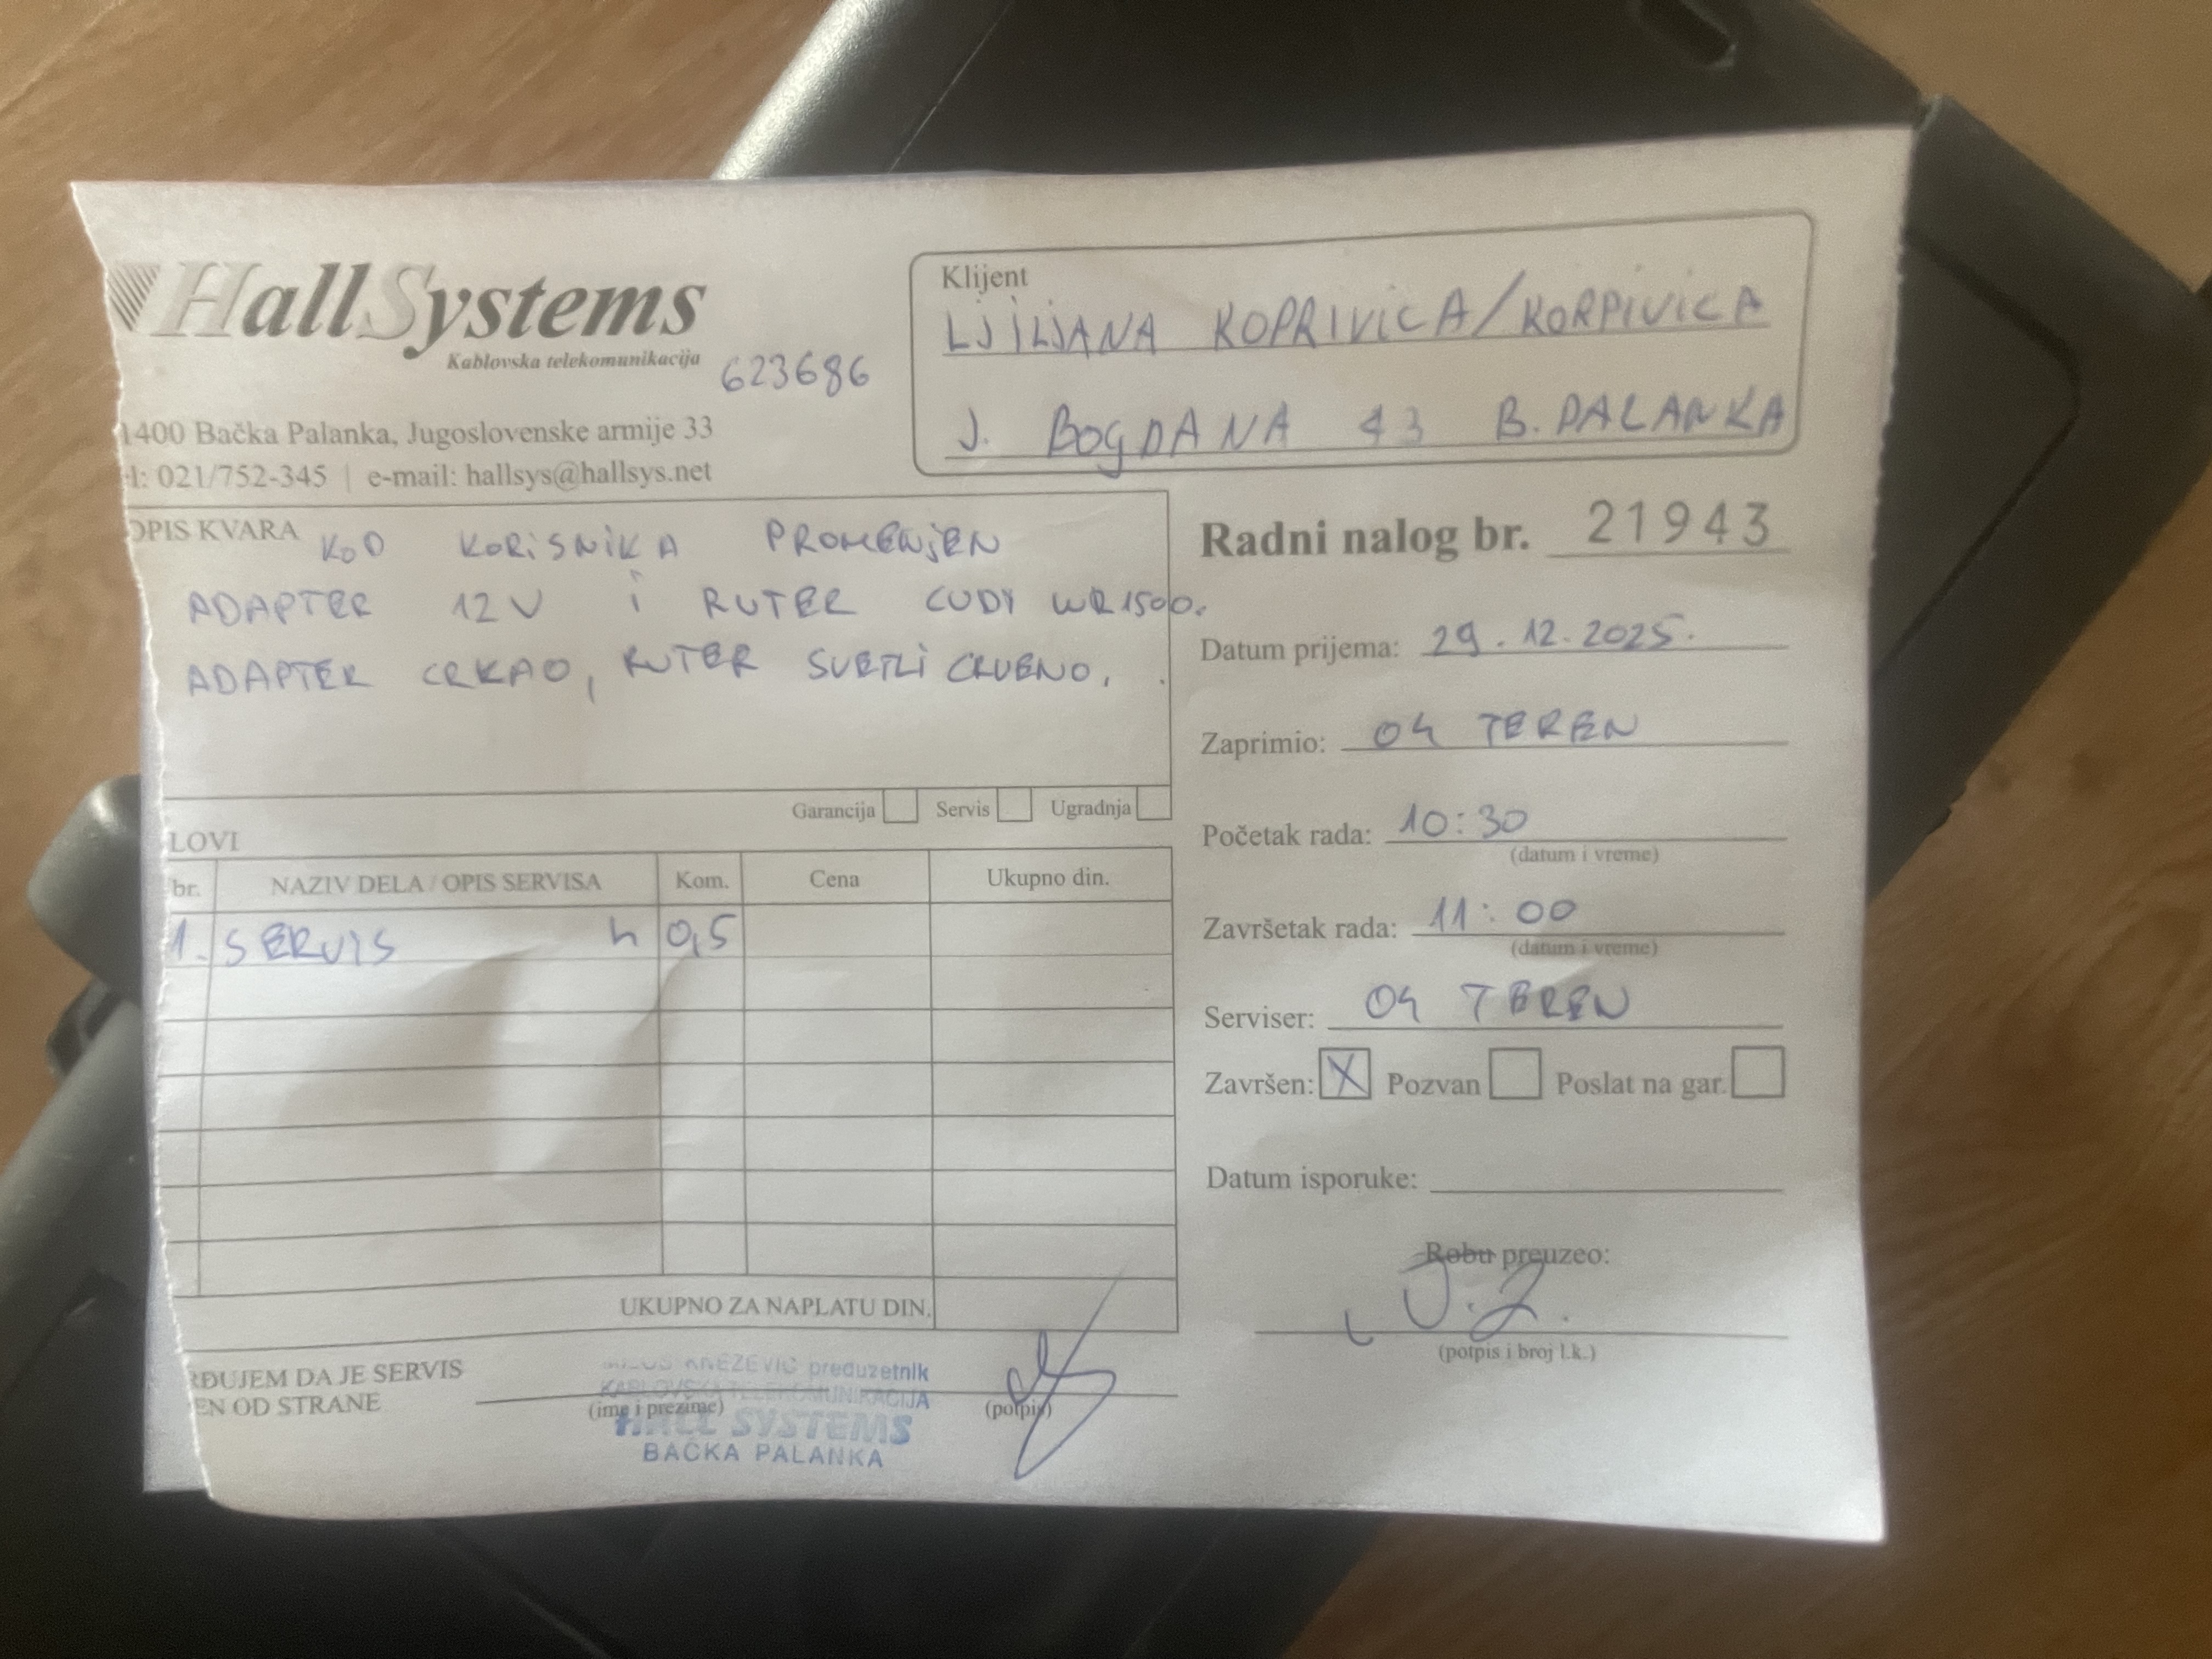 HallSystems
Kablovska telekomunikacija
623686
1400 Bačka Palanka, Jugoslovenske armije 33
l: 021/752-345 | e-mail: hallsys@hallsys.net
Klijent
LJILJANA KOPRIVICA/KORPIVICA
J. BOGDANA 43 B. PALANKA
OPIS KVARA KOD KORISNIKA PROMENJEN
ADAPTER 12V i RUTER CUDY WR1500.
ADAPTER CRKAO, RUTER SVETLI CRVENO.
Garancija Servis Ugradnja
LOVI
br. NAZIV DELA / OPIS SERVISA Kom. Cena Ukupno din.
1. SERVIS h 0,5
UKUPNO ZA NAPLATU DIN.
Radni nalog br. 21943
Datum prijema: 29.12.2025.
Zaprimio: 04 TEREN
Početak rada: 10:30
(datum i vreme)
Završetak rada: 11:00
(datum i vreme)
Serviser: 04 TEREN
Završen: X Pozvan Poslat na gar.
Datum isporuke:
Robu preuzeo:
(potpis i broj l.k.)
RĐUJEM DA JE SERVIS
EN OD STRANE
(ime i prezime) (potpis)
KNEZEVIC preduzetnik
KABLOVSKA TELEKOMUNIKACIJA
HALL SYSTEMS
BAČKA PALANKA